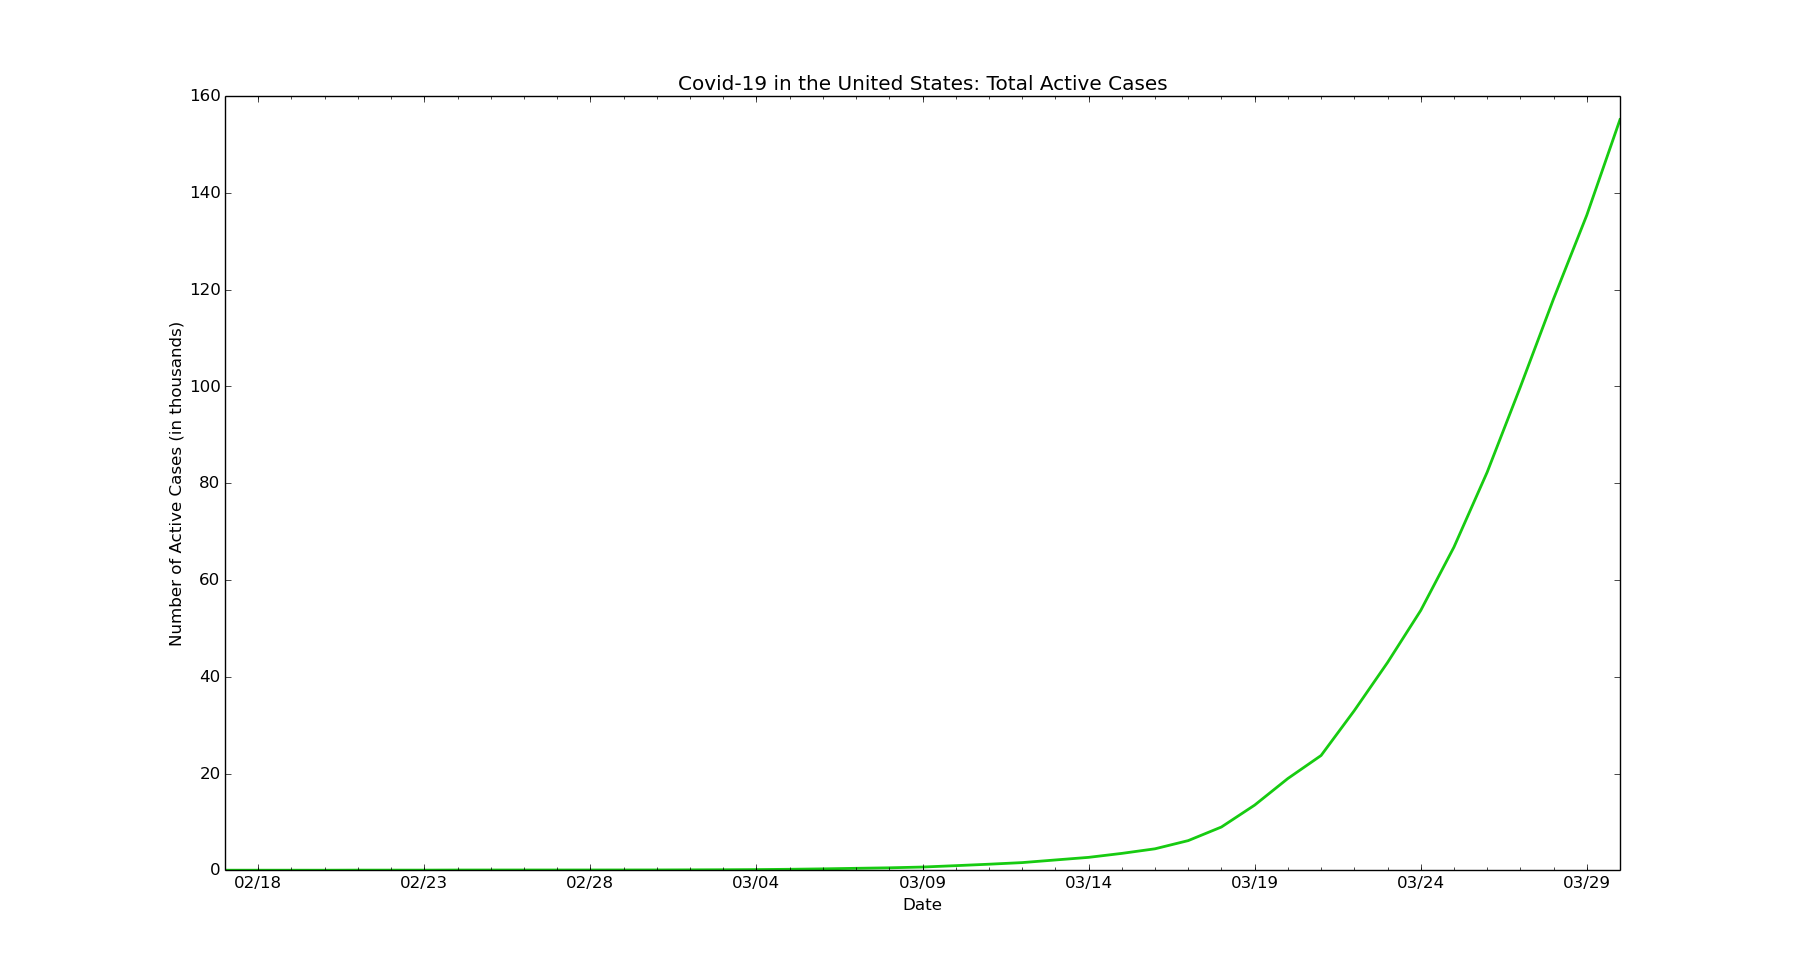 Covid-19 in the United States: Total Active Cases
160
140
120
100
80
60
40
20
0
Number of Active Cases (in thousands)
02/18 02/23 02/28 03/04 03/09 03/14 03/19 03/24 03/29
Date